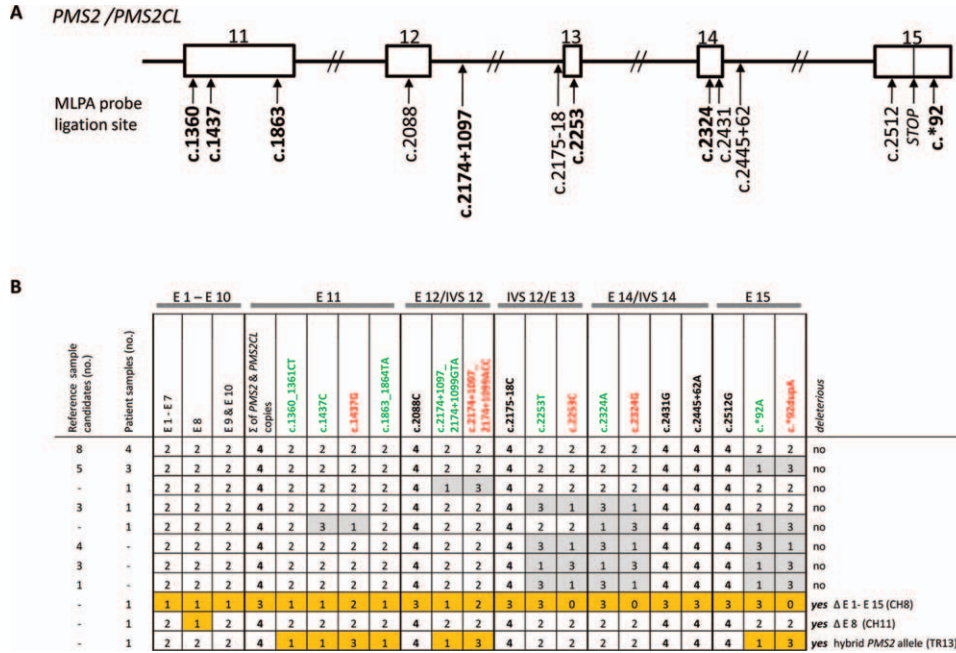 A
PMS2 /PMS2CL
11 12 13 14 15
MLPA probe
ligation site
c.1360
c.1437
c.1863
c.2088
c.2174+1097
c.2175-18
c.2253
c.2324
c.2431
c.2445+62
c.2512
STOP
c.*92
B
E 1 – E 10 E 11 E 12/IVS 12 IVS 12/E 13 E 14/IVS 14 E 15
Reference sample
candidates (no.)
Patient samples (no.)
E 1 - E 7
E 8
E 9 & E 10
Σ of PMS2 & PMS2CL
copies
c.1360_1361CT
c.1437C
c.1437G
c.1863_1864TA
c.2088C
c.2174+1097_
2174+1099GTA
c.2174+1097_
2174+1099ACC
c.2175-18C
c.2253T
c.2253C
c.2324A
c.2324G
c.2431G
c.2445+62A
c.2512G
c.*92A
c.*92dupA
deleterious
8 4 2 2 2 4 2 2 2 2 4 2 2 4 2 2 2 2 4 4 4 2 2 no
5 3 2 2 2 4 2 2 2 2 4 2 2 4 2 2 2 2 4 4 4 1 3 no
- 1 2 2 2 4 2 2 2 2 4 1 3 4 2 2 2 2 4 4 4 2 2 no
3 1 2 2 2 4 2 2 2 2 4 2 2 4 3 1 3 1 4 4 4 2 2 no
- 1 2 2 2 4 2 3 1 2 4 2 2 4 2 2 1 3 4 4 4 1 3 no
4 - 2 2 2 4 2 2 2 2 4 2 2 4 3 1 3 1 4 4 4 3 1 no
3 - 2 2 2 4 2 2 2 2 4 2 2 4 1 3 1 3 4 4 4 1 3 no
1 - 2 2 2 4 2 2 2 2 4 2 2 4 3 1 3 1 4 4 4 1 3 no
- 1 1 1 1 3 1 1 2 1 3 1 2 3 3 0 3 0 3 3 3 3 0 yes Δ E 1- E 15 (CH8)
- 1 2 1 2 4 2 2 2 2 4 2 2 4 2 2 2 2 4 4 4 2 2 yes Δ E 8 (CH11)
- 1 2 2 2 4 1 1 3 1 4 1 3 4 2 2 2 2 4 4 4 1 3 yes hybrid PMS2 allele (TR13)